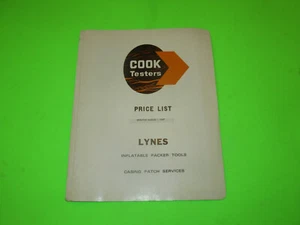 COOK
Testers
PRICE LIST
LYNES
INFLATABLE PACKER TOOLS
CASING PATCH SERVICES